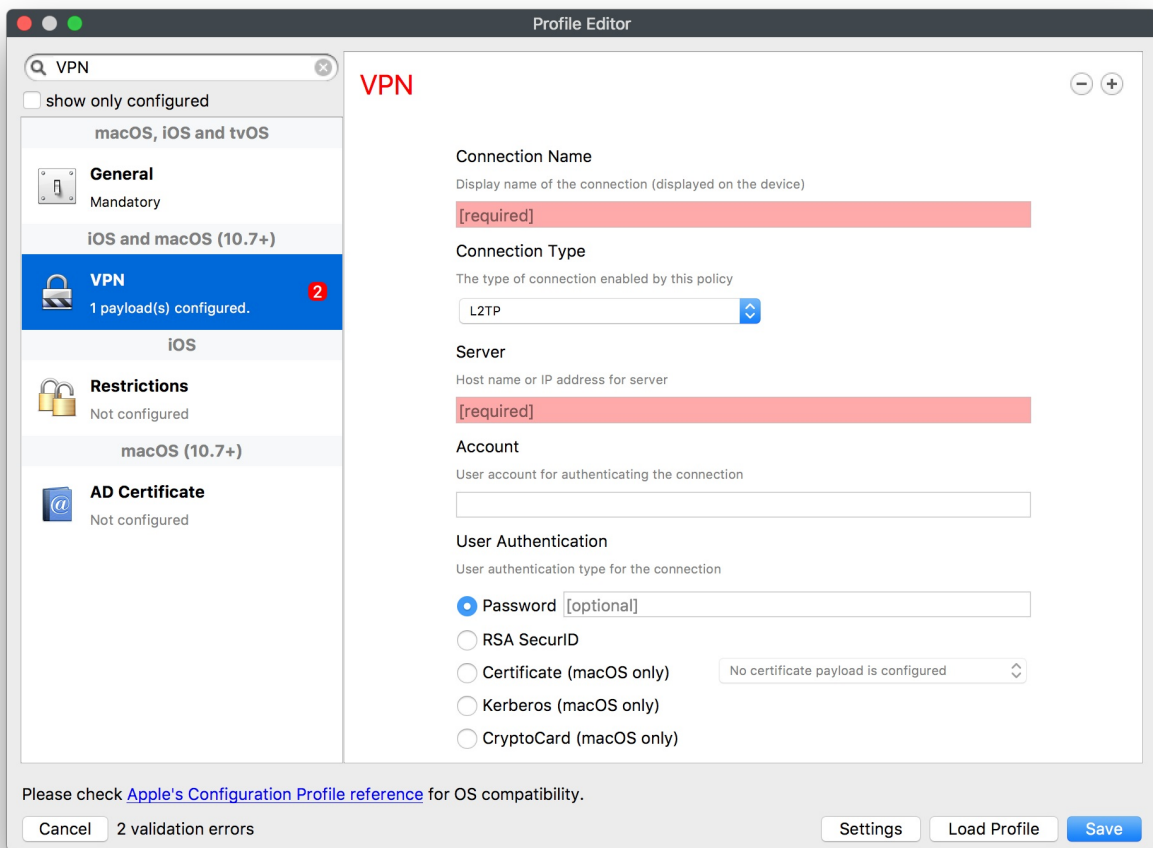 Profile Editor
VPN
show only configured
macOS, iOS and tvOS
General
Mandatory
iOS and macOS (10.7+)
VPN
1 payload(s) configured.
2
iOS
Restrictions
Not configured
macOS (10.7+)
AD Certificate
Not configured
VPN
Connection Name
Display name of the connection (displayed on the device)
[required]
Connection Type
The type of connection enabled by this policy
L2TP
Server
Host name or IP address for server
[required]
Account
User account for authenticating the connection
User Authentication
User authentication type for the connection
Password [optional]
RSA SecurID
Certificate (macOS only) No certificate payload is configured
Kerberos (macOS only)
CryptoCard (macOS only)
Please check Apple's Configuration Profile reference for OS compatibility.
Cancel 2 validation errors Settings Load Profile Save